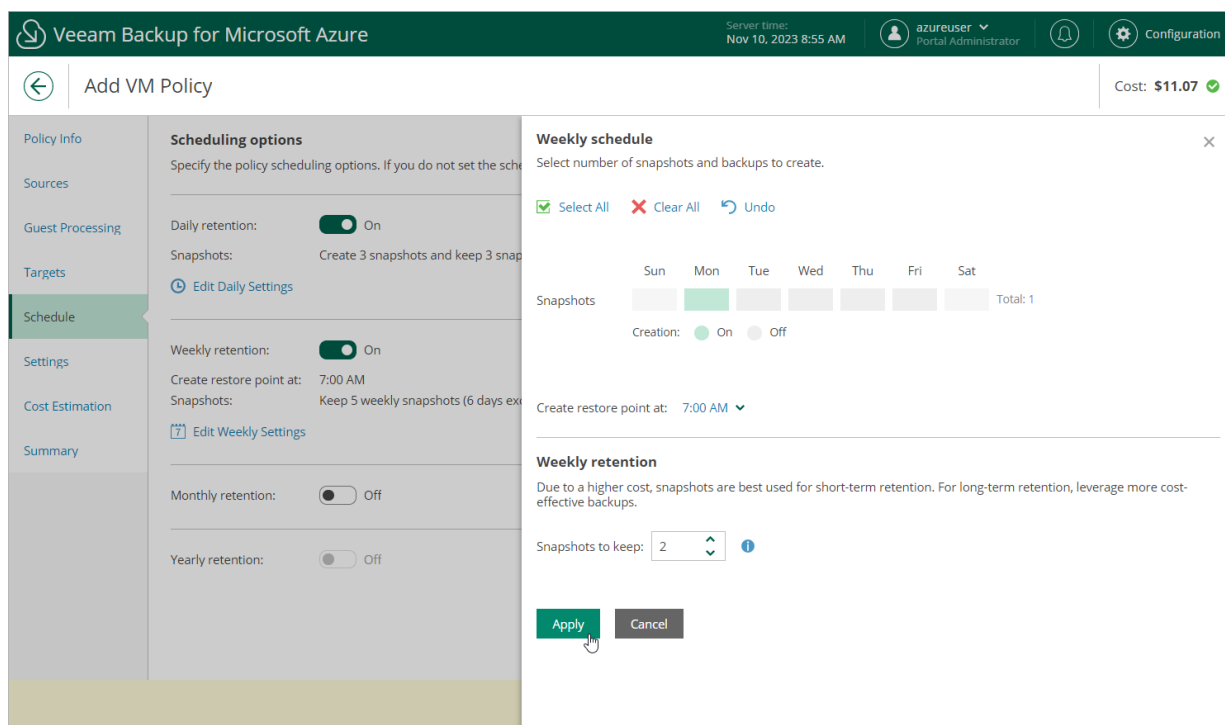 Veeam Backup for Microsoft Azure
Server time:
Nov 10, 2023 8:55 AM
azureuser
Portal Administrator
Configuration
Add VM Policy
Cost: $11.07
Policy Info
Sources
Guest Processing
Targets
Schedule
Settings
Cost Estimation
Summary
Scheduling options
Specify the policy scheduling options. If you do not set the sche
Daily retention: On
Snapshots: Create 3 snapshots and keep 3 snap
Edit Daily Settings
Weekly retention: On
Create restore point at: 7:00 AM
Snapshots: Keep 5 weekly snapshots (6 days exc
7 Edit Weekly Settings
Monthly retention: Off
Yearly retention: Off
Weekly schedule
Select number of snapshots and backups to create.
Select All Clear All Undo
Sun Mon Tue Wed Thu Fri Sat
Snapshots Total: 1
Creation: On Off
Create restore point at: 7:00 AM
Weekly retention
Due to a higher cost, snapshots are best used for short-term retention. For long-term retention, leverage more cost-
effective backups.
Snapshots to keep: 2
Apply Cancel